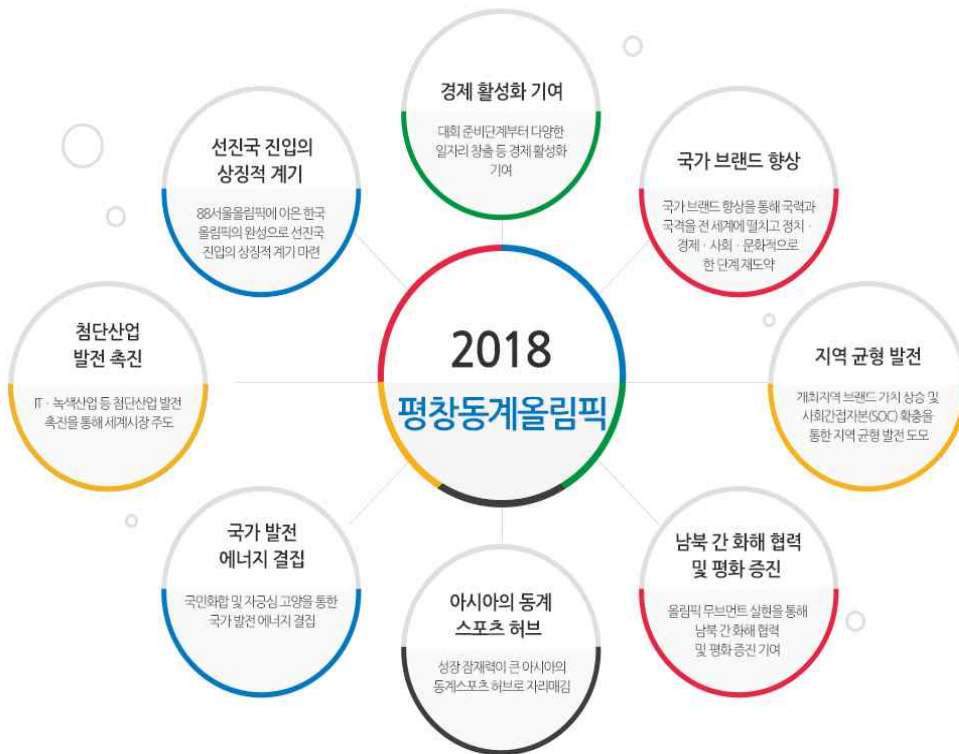 2018
평창동계올림픽
경제 활성화 기여
대회 준비단계부터 다양한
일자리 창출 등 경제 활성화
기여
국가 브랜드 향상
국가 브랜드 향상을 통해 국력과
국격을 전 세계에 떨치고 정치 ·
경제 · 사회 · 문화적으로
한 단계 재도약
지역 균형 발전
개최지역 브랜드 가치 상승 및
사회간접자본(SOC) 확충을
통한 지역 균형 발전 도모
남북 간 화해 협력
및 평화 증진
올림픽 무브먼트 실현을 통해
남북 간 화해 협력
및 평화 증진 기여
아시아의 동계
스포츠 허브
성장 잠재력이 큰 아시아의
동계스포츠 허브로 자리매김
국가 발전
에너지 결집
국민화합 및 자긍심 고양을 통한
국가 발전 에너지 결집
첨단산업
발전 촉진
IT · 녹색산업 등 첨단산업 발전
촉진을 통해 세계시장 주도
선진국 진입의
상징적 계기
88서울올림픽에 이은 한국
올림픽의 완성으로 선진국
진입의 상징적 계기 마련